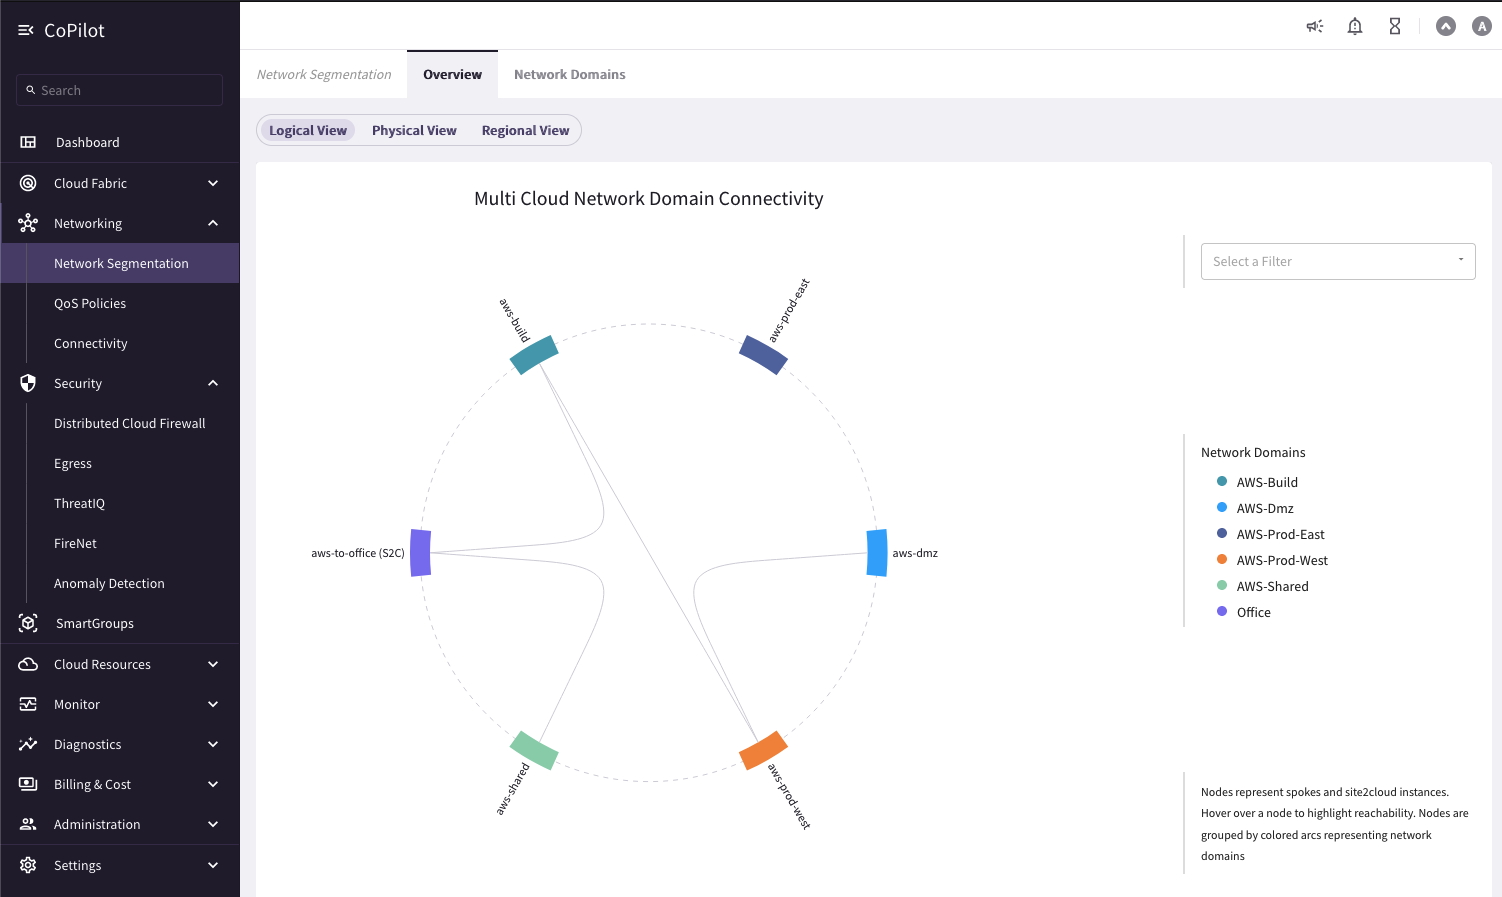 CoPilot
Search
Dashboard
Cloud Fabric
Networking
Network Segmentation
QoS Policies
Connectivity
Security
Distributed Cloud Firewall
Egress
ThreatIQ
FireNet
Anomaly Detection
SmartGroups
Cloud Resources
Monitor
Diagnostics
Billing & Cost
Administration
Settings
A
Network Segmentation
Overview
Network Domains
Logical View
Physical View
Regional View
Multi Cloud Network Domain Connectivity
aws-build
aws-prod-east
aws-to-office (S2C)
aws-dmz
aws-shared
aws-prod-west
Select a Filter
Network Domains
AWS-Build
AWS-Dmz
AWS-Prod-East
AWS-Prod-West
AWS-Shared
Office
Nodes represent spokes and site2cloud instances.
Hover over a node to highlight reachability. Nodes are
grouped by colored arcs representing network
domains